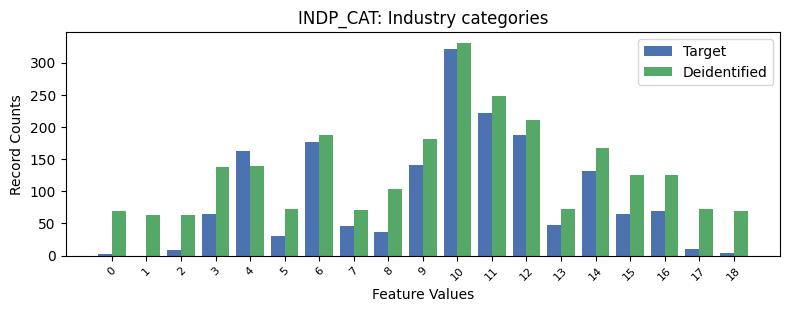 INDP_CAT: Industry categories
Target
Deidentified
Record Counts
300
250
200
150
100
50
0
0 1 2 3 4 5 6 7 8 9 10 11 12 13 14 15 16 17 18
Feature Values